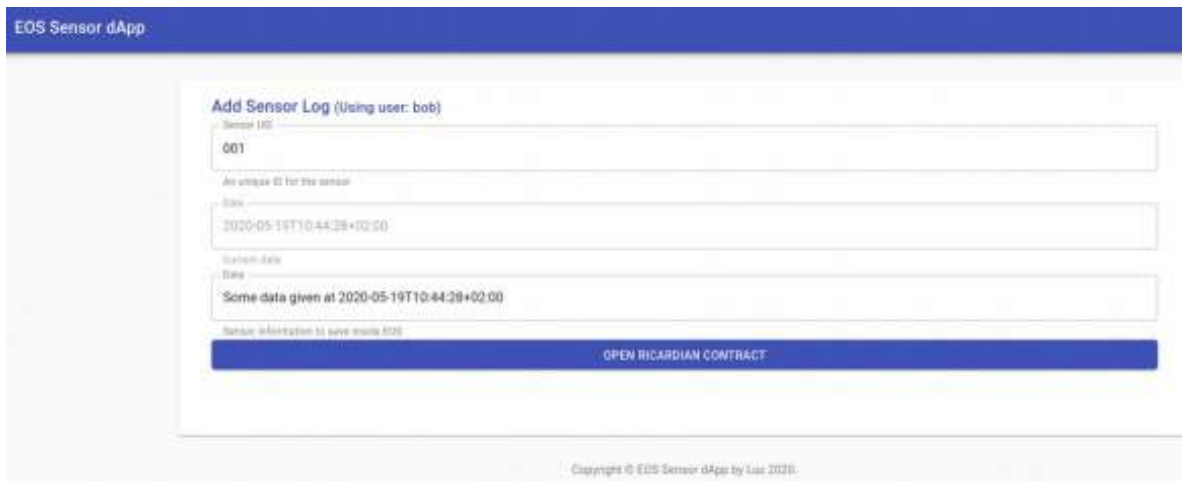 EOS Sensor dApp
Add Sensor Log (Using user: bob)
Sensor UID
001
An unique ID for the sensor
Date
2020-05-19T10:44:28+02:00
Current date
Data
Some data given at 2020-05-19T10:44:28+02:00
Sensor information to save inside EOS
OPEN RICARDIAN CONTRACT
Copyright © EOS Sensor dApp by Luc 2020.